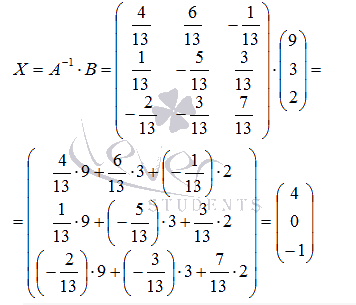 X = A⁻¹ · B = ( 4/13 6/13 -1/13 ; 1/13 -5/13 3/13 ; -2/13 -3/13 7/13 ) · ( 9 ; 3 ; 2 ) =
= ( 4/13 · 9 + 6/13 · 3 + (-1/13) · 2 ; 1/13 · 9 + (-5/13) · 3 + 3/13 · 2 ; (-2/13) · 9 + (-3/13) · 3 + 7/13 · 2 ) = ( 4 ; 0 ; -1 )
clever
STUDENTS